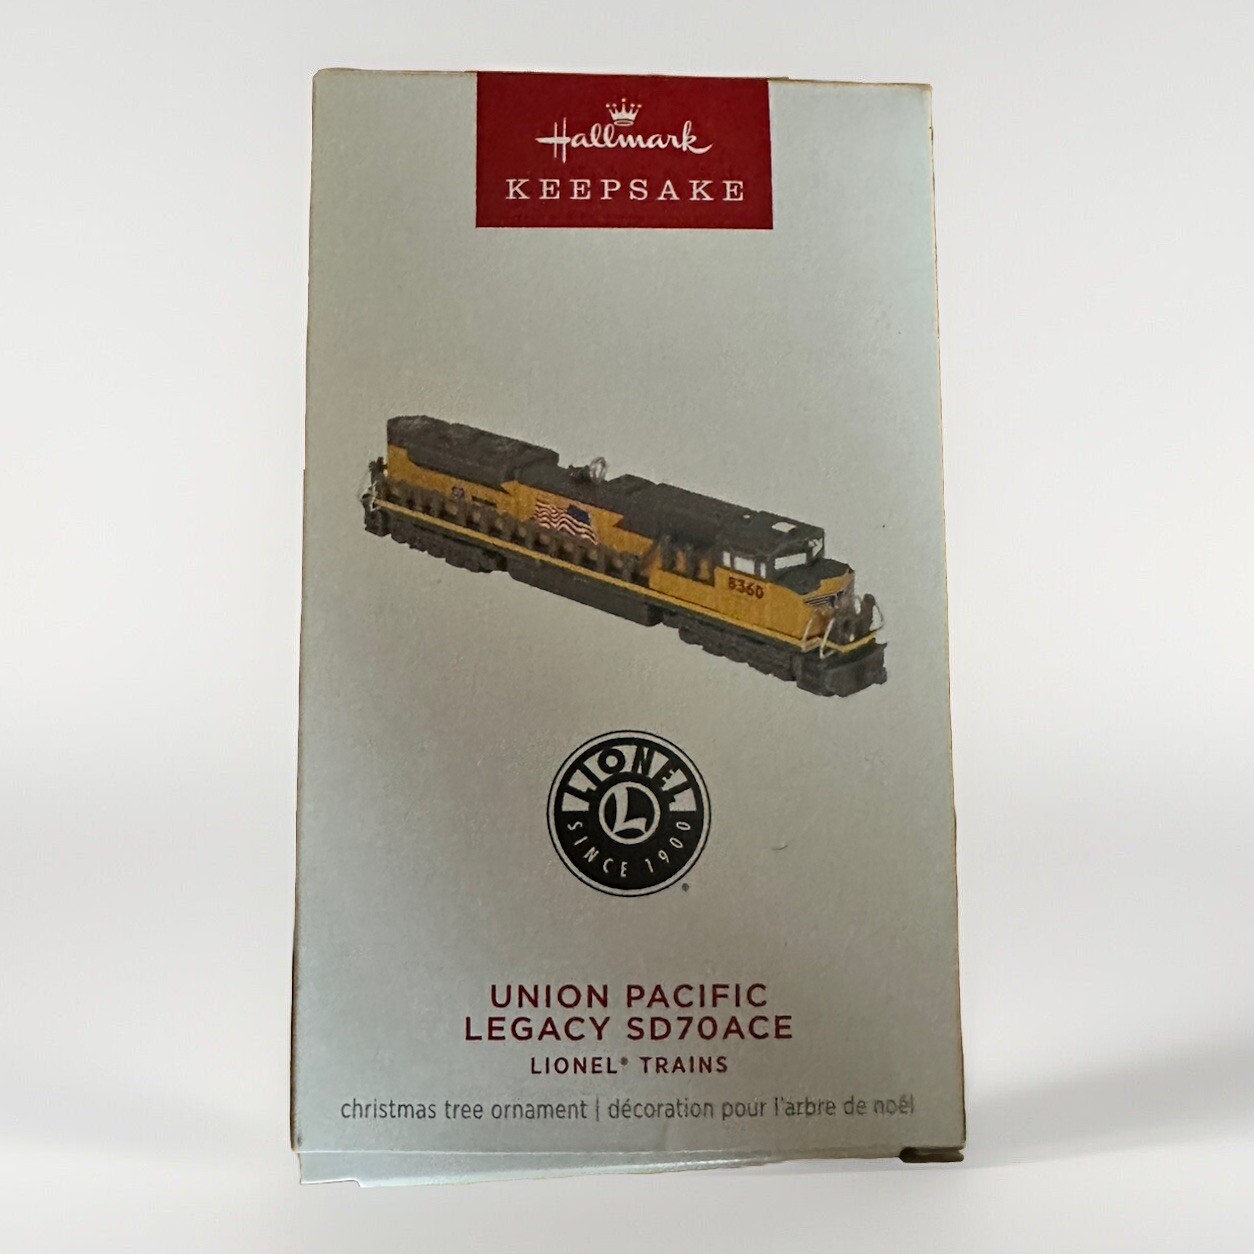 Hallmark
KEEPSAKE
8360
LIONEL
L
SINCE 1900
UNION PACIFIC
LEGACY SD70ACE
LIONEL® TRAINS
christmas tree ornament | décoration pour l'arbre de noël